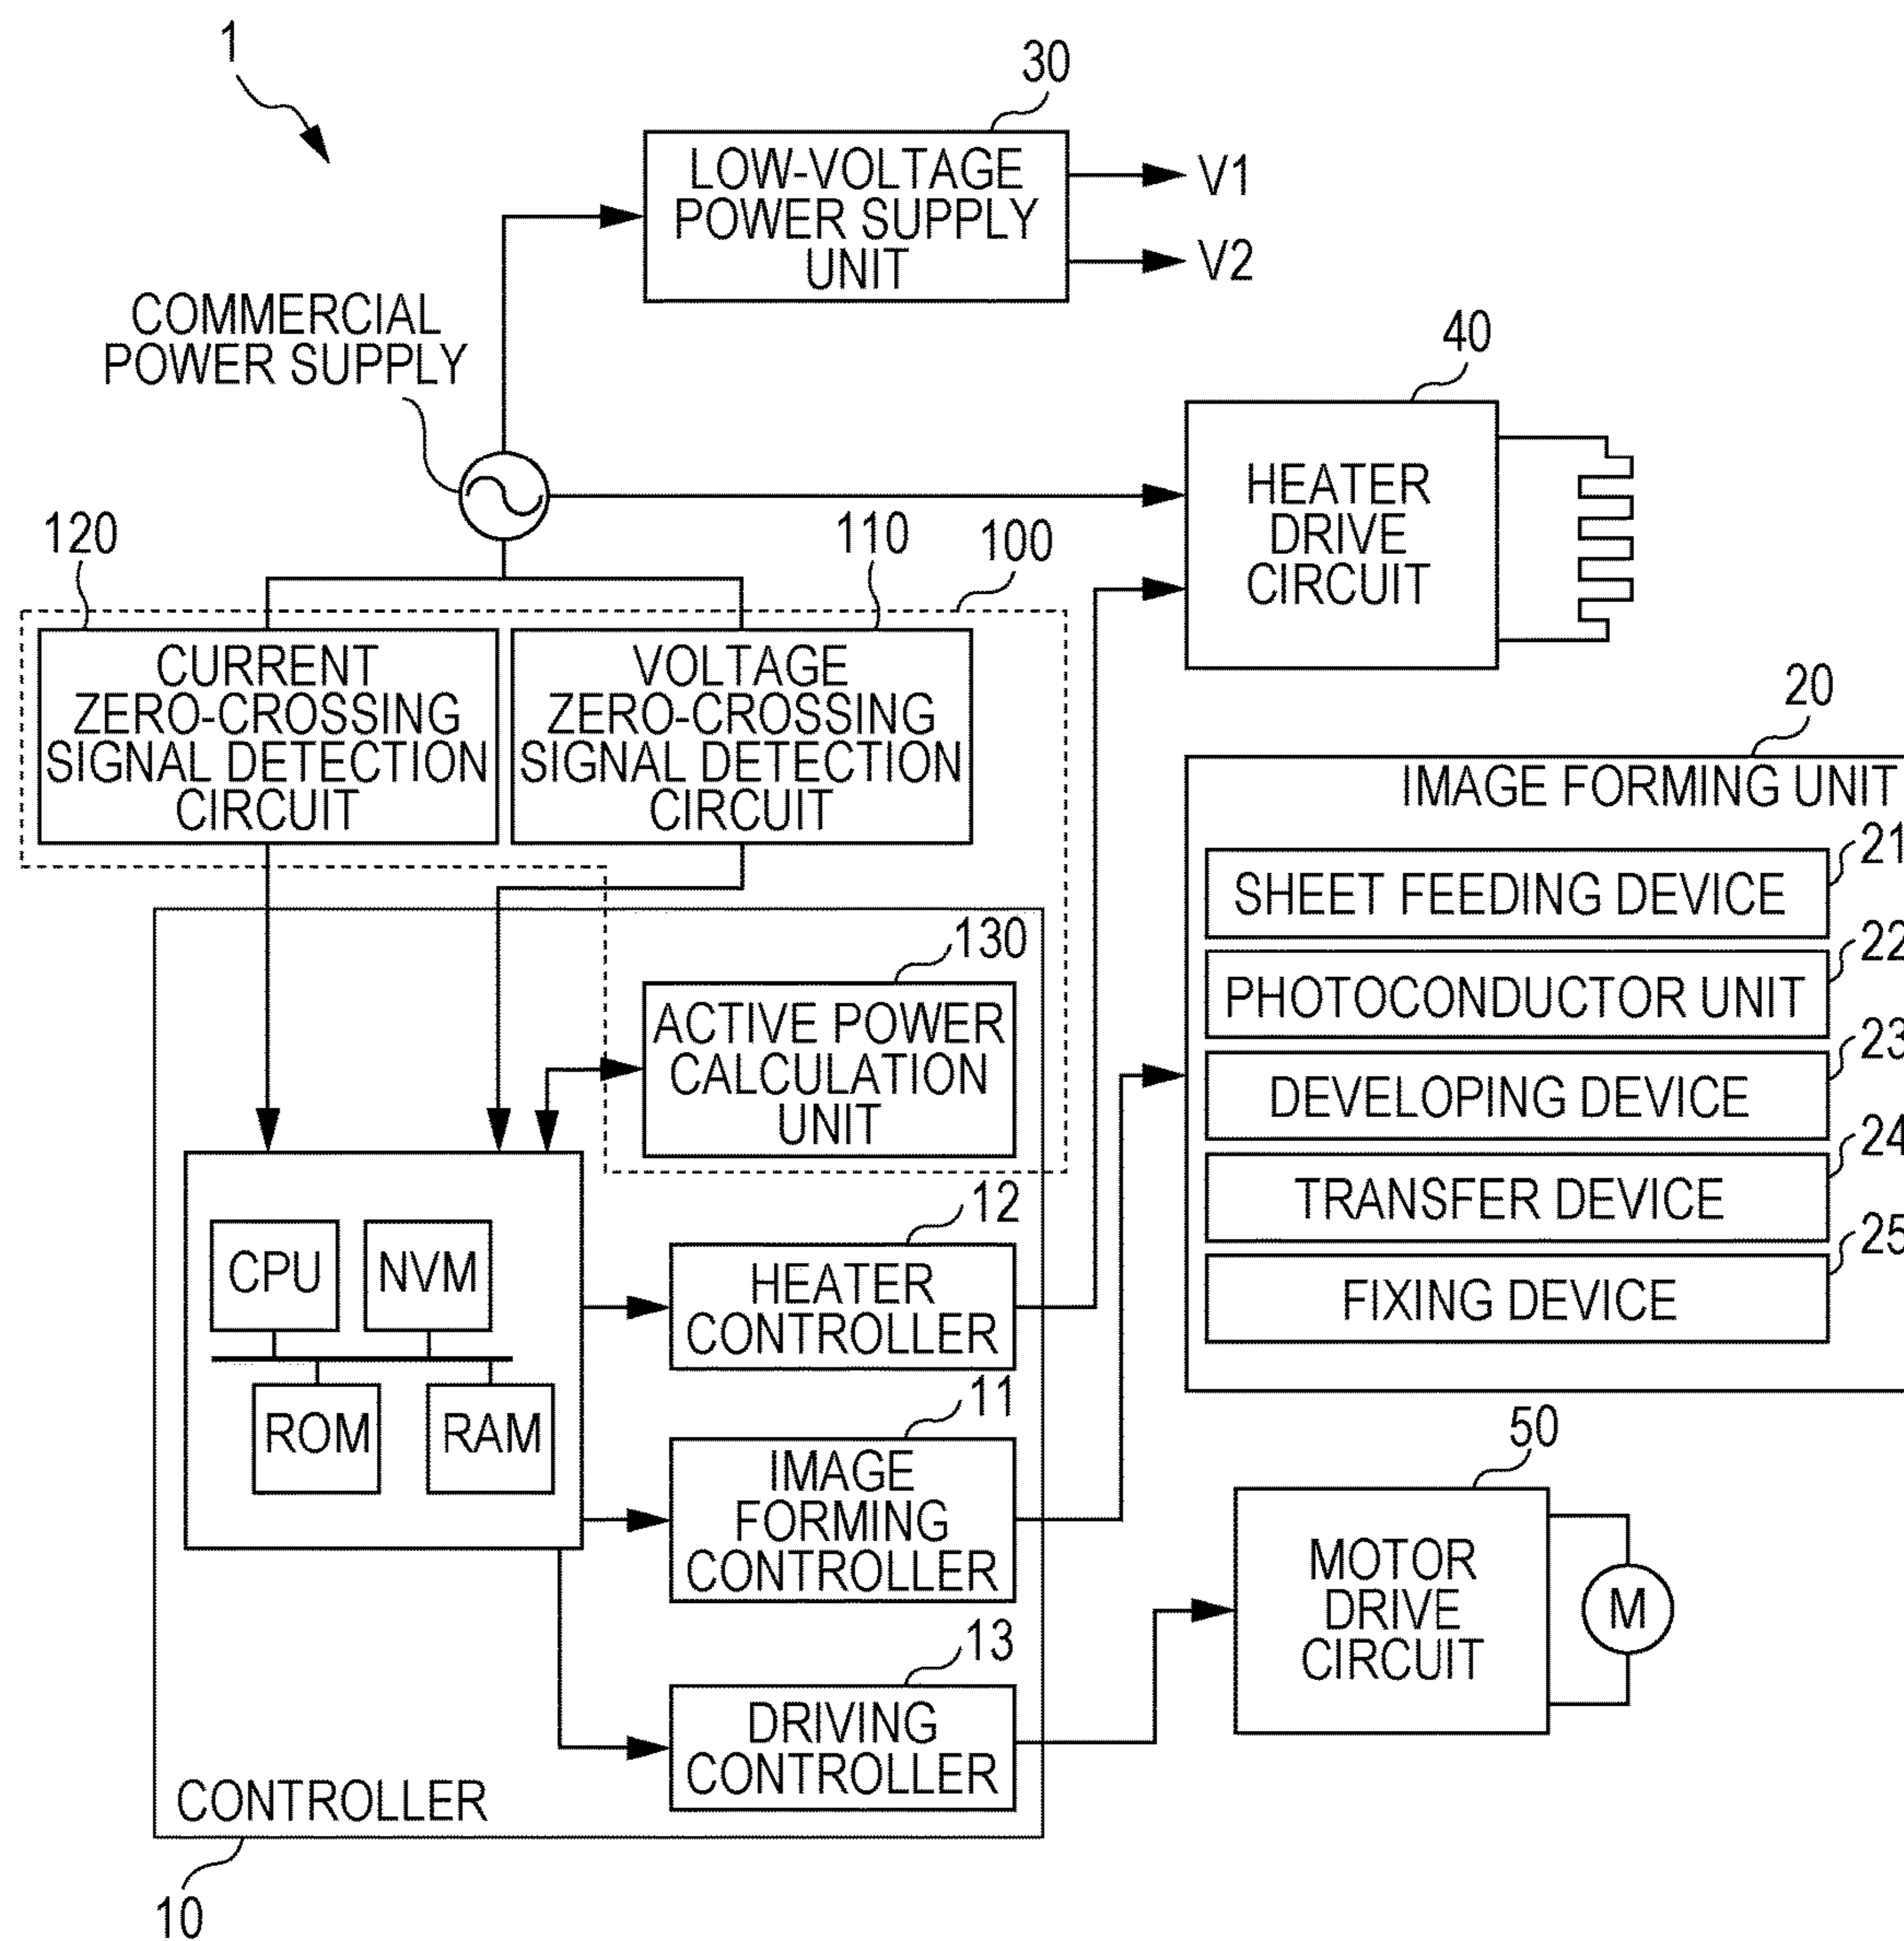 1
30
LOW-VOLTAGE
POWER SUPPLY
UNIT
V1
V2
COMMERCIAL
POWER SUPPLY
40
HEATER
DRIVE
CIRCUIT
120
110
100
CURRENT
ZERO-CROSSING
SIGNAL DETECTION
CIRCUIT
VOLTAGE
ZERO-CROSSING
SIGNAL DETECTION
CIRCUIT
20
IMAGE FORMING UNIT
21
SHEET FEEDING DEVICE
22
PHOTOCONDUCTOR UNIT
23
DEVELOPING DEVICE
24
TRANSFER DEVICE
25
FIXING DEVICE
130
ACTIVE POWER
CALCULATION
UNIT
CPU
NVM
ROM
RAM
12
HEATER
CONTROLLER
11
IMAGE
FORMING
CONTROLLER
13
DRIVING
CONTROLLER
50
MOTOR
DRIVE
CIRCUIT
M
CONTROLLER
10